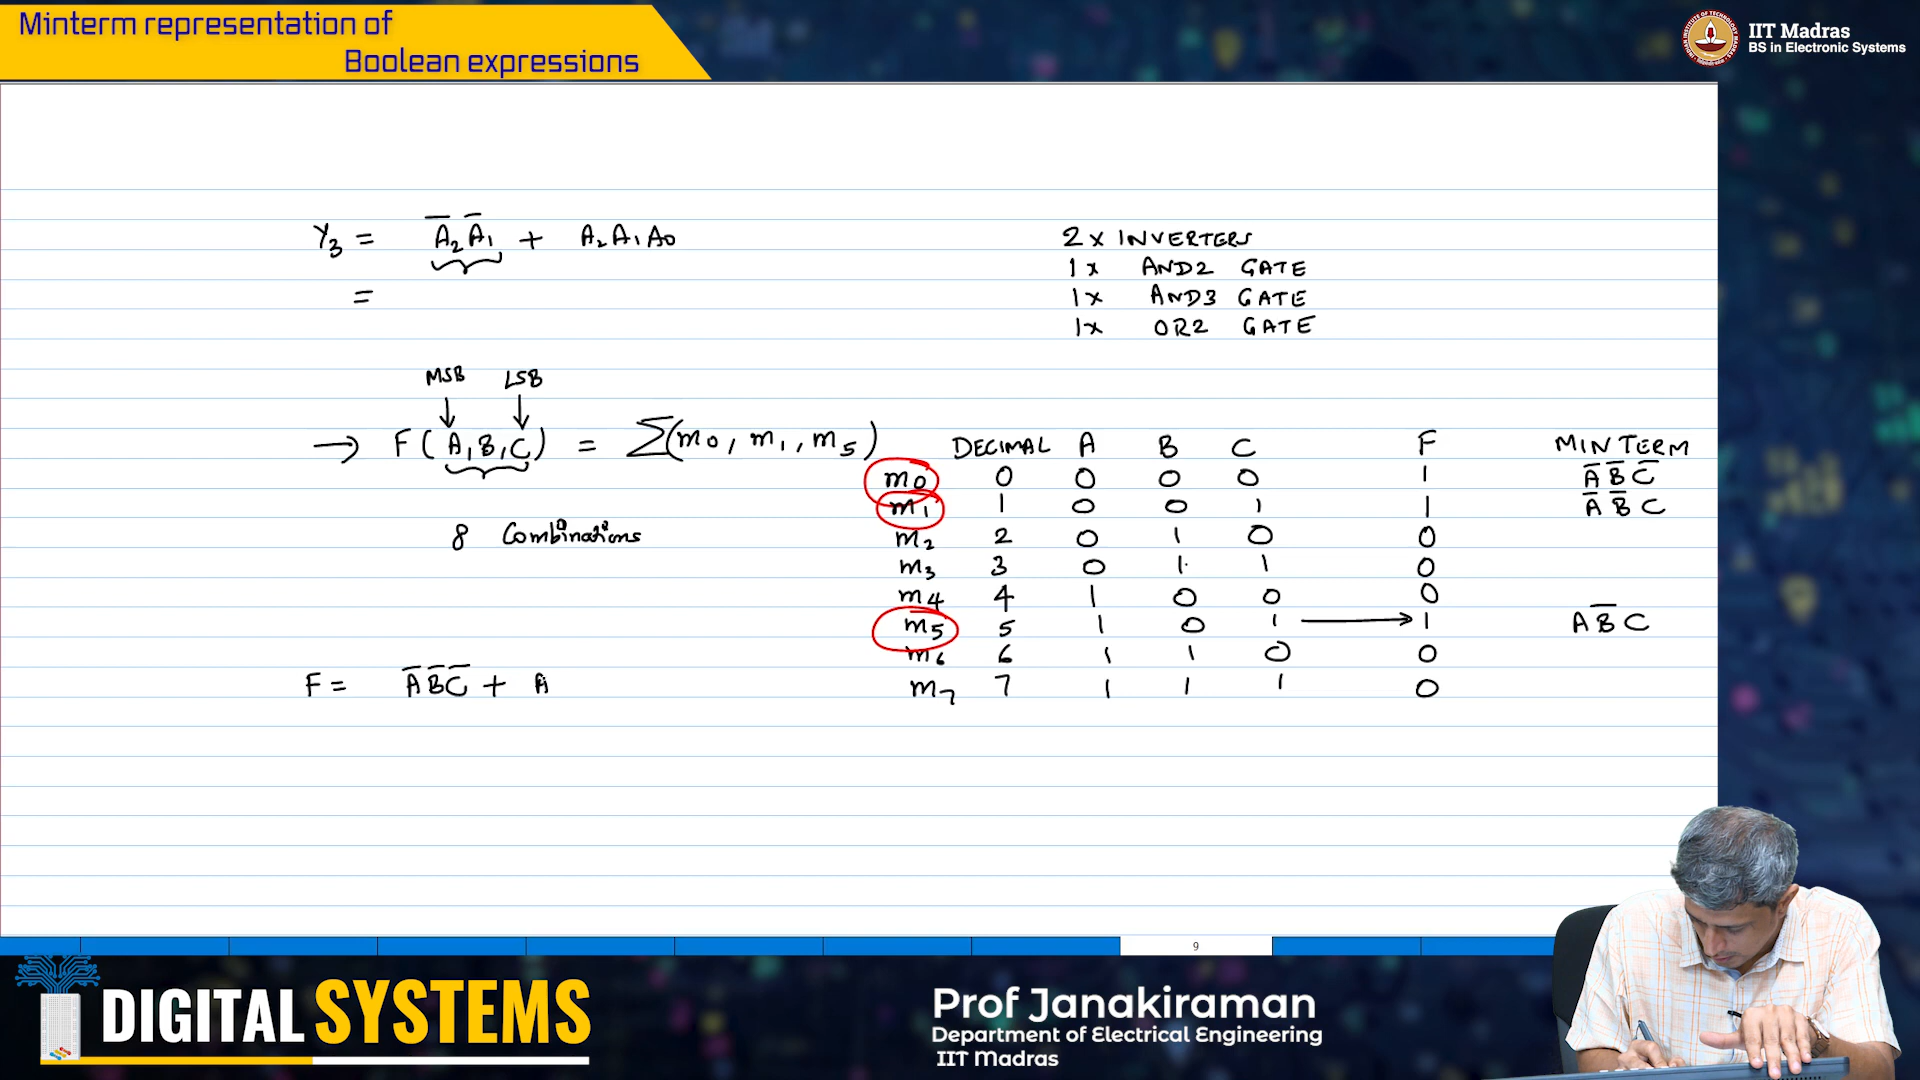 Minterm representation of
Boolean expressions
IIT Madras
BS in Electronic Systems
Y₃ = A̅₂A̅₁ + A₂A₁A₀
=
2x INVERTERS
1x AND2 GATE
1x AND3 GATE
1x OR2 GATE
MSB LSB
→ F(A,B,C) = Σ(m₀, m₁, m₅)
8 Combinations
F = A̅B̅C̅ + A
DECIMAL A B C F MINTERM
m₀ 0 0 0 0 1 A̅ B̅ C̅
m₁ 1 0 0 1 1 A̅ B̅ C
m₂ 2 0 1 0 0
m₃ 3 0 1 1 0
m₄ 4 1 0 0 0
m₅ 5 1 0 1 → 1 A B̅ C
m₆ 6 1 1 0 0
m₇ 7 1 1 1 0
9
DIGITAL SYSTEMS
Prof Janakiraman
Department of Electrical Engineering
IIT Madras